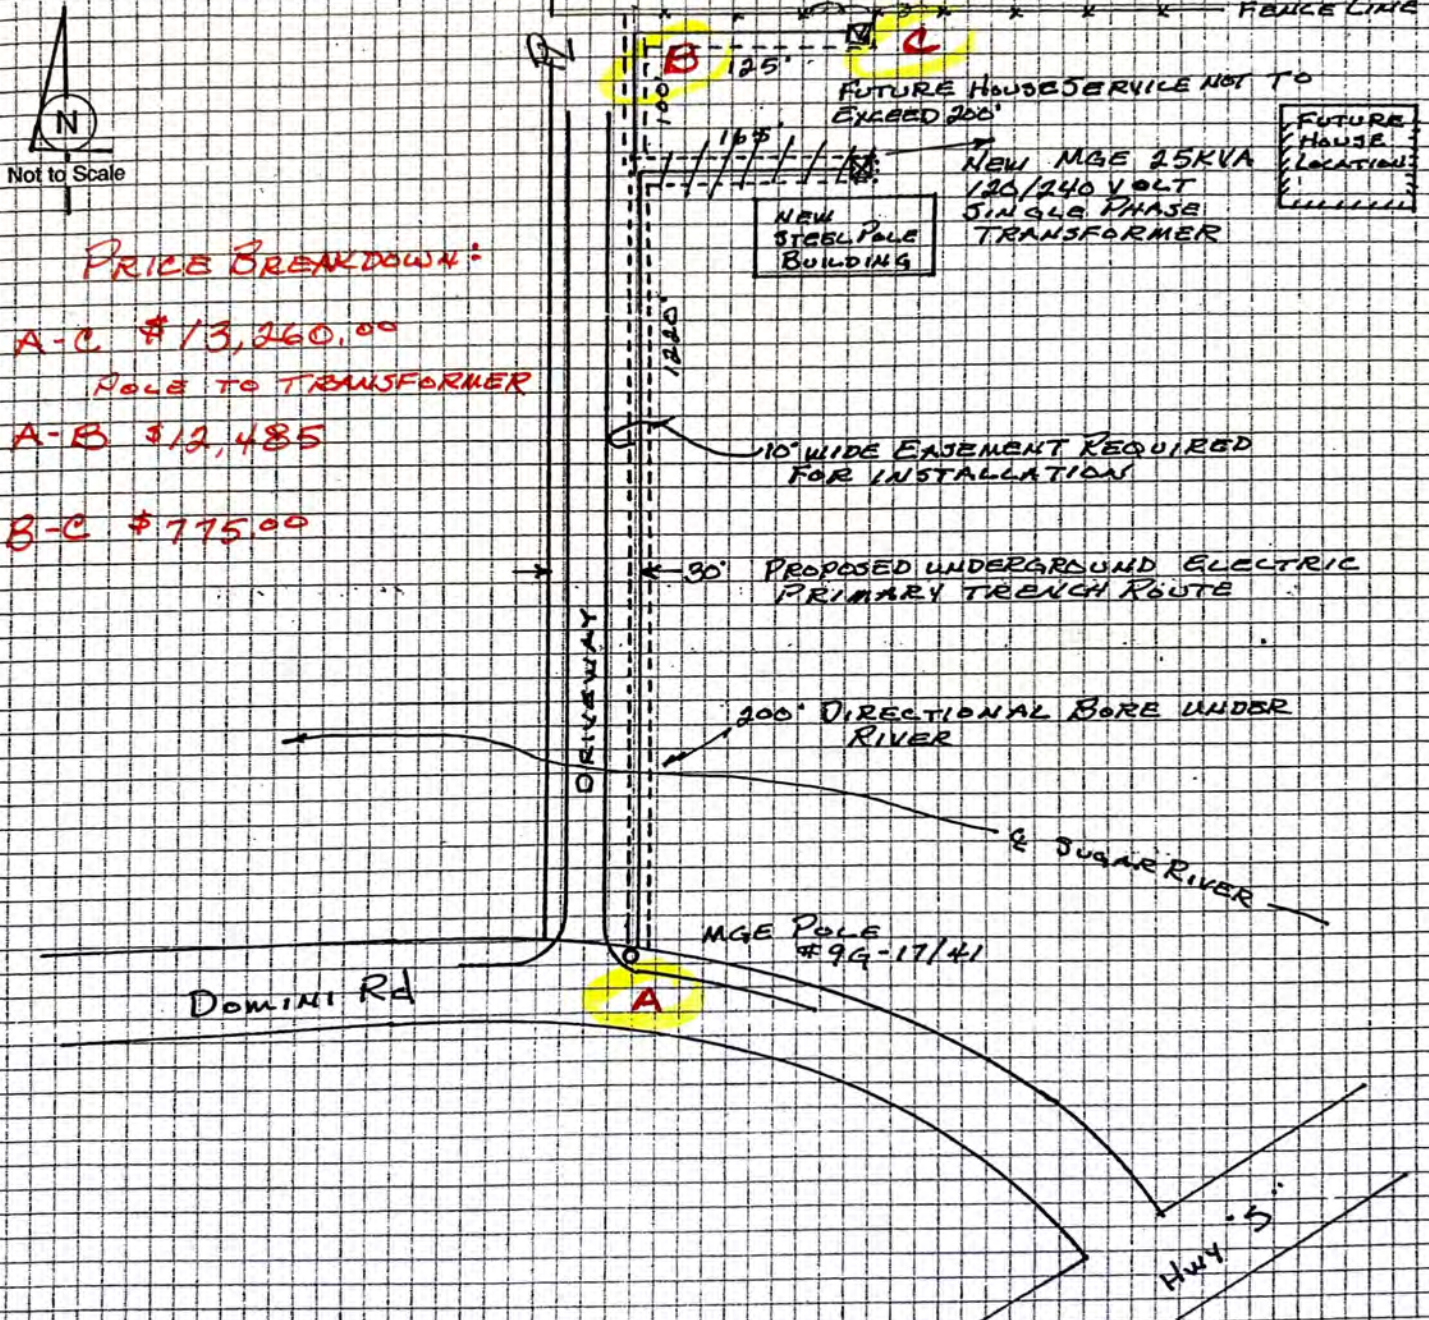 FENCE LINE
B
C
125'
100'
FUTURE HOUSE SERVICE NOT TO
EXCEED 200'
N
Not to Scale
165'
NEW MGE 25KVA
120/240 VOLT
SINGLE PHASE
TRANSFORMER
FUTURE
HOUSE
LOCATION
NEW
STEEL POLE
BUILDING
PRICE BREAKDOWN:
A-C $13,260.00
POLE TO TRANSFORMER
A-B $12,485
B-C $775.00
1220'
10' WIDE EASEMENT REQUIRED
FOR INSTALLATION
30'
PROPOSED UNDERGROUND ELECTRIC
PRIMARY TRENCH ROUTE
DRIVEWAY
200' DIRECTIONAL BORE UNDER
RIVER
℄ SUGAR RIVER
MGE POLE
#9G-17/41
A
DOMINI Rd
Hwy "S"